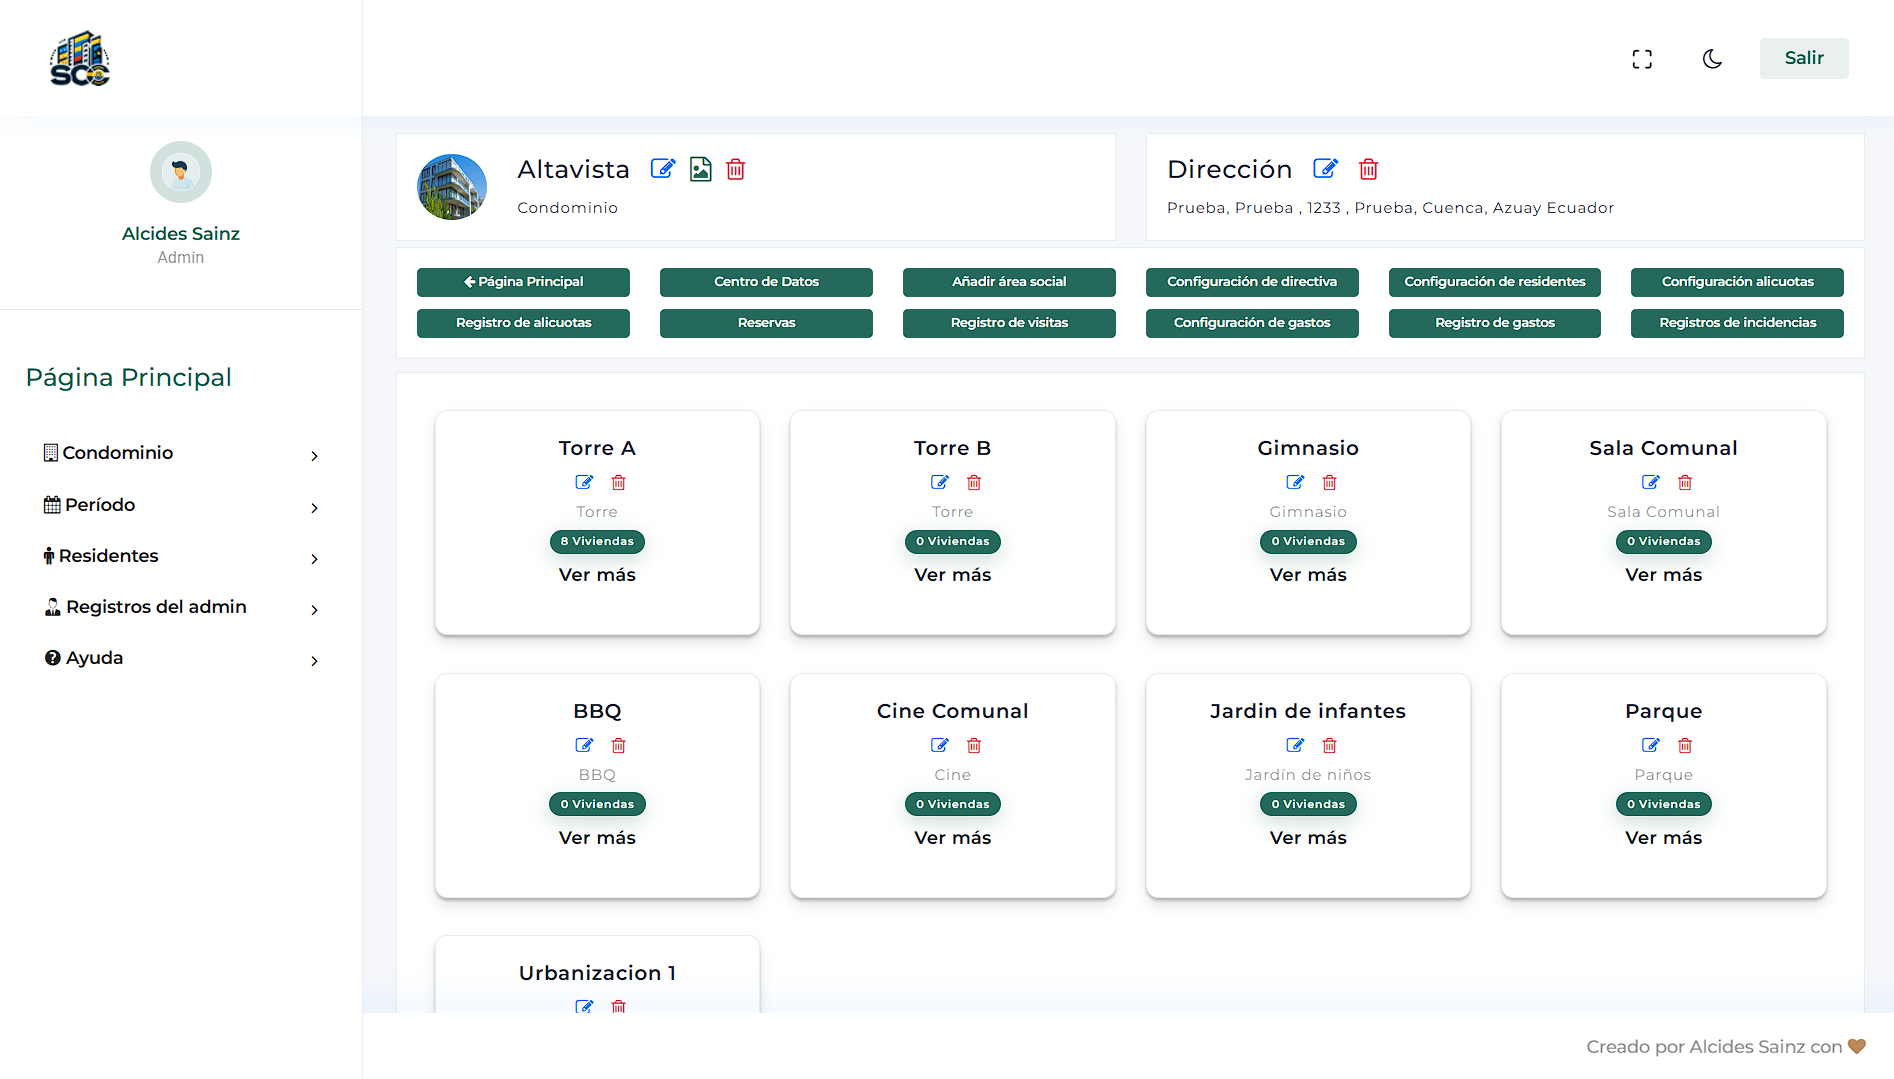 SCC
Salir
Alcides Sainz
Admin
Página Principal
Condominio
Período
Residentes
Registros del admin
Ayuda
Altavista
Condominio
Dirección
Prueba, Prueba , 1233 , Prueba, Cuenca, Azuay Ecuador
Página Principal
Centro de Datos
Añadir área social
Configuración de directiva
Configuración de residentes
Configuración alicuotas
Registro de alicuotas
Reservas
Registro de visitas
Configuración de gastos
Registro de gastos
Registros de incidencias
Torre A
Torre
8 Viviendas
Ver más
Torre B
Torre
0 Viviendas
Ver más
Gimnasio
Gimnasio
0 Viviendas
Ver más
Sala Comunal
Sala Comunal
0 Viviendas
Ver más
BBQ
BBQ
0 Viviendas
Ver más
Cine Comunal
Cine
0 Viviendas
Ver más
Jardin de infantes
Jardín de niños
0 Viviendas
Ver más
Parque
Parque
0 Viviendas
Ver más
Urbanizacion 1
Creado por Alcides Sainz con